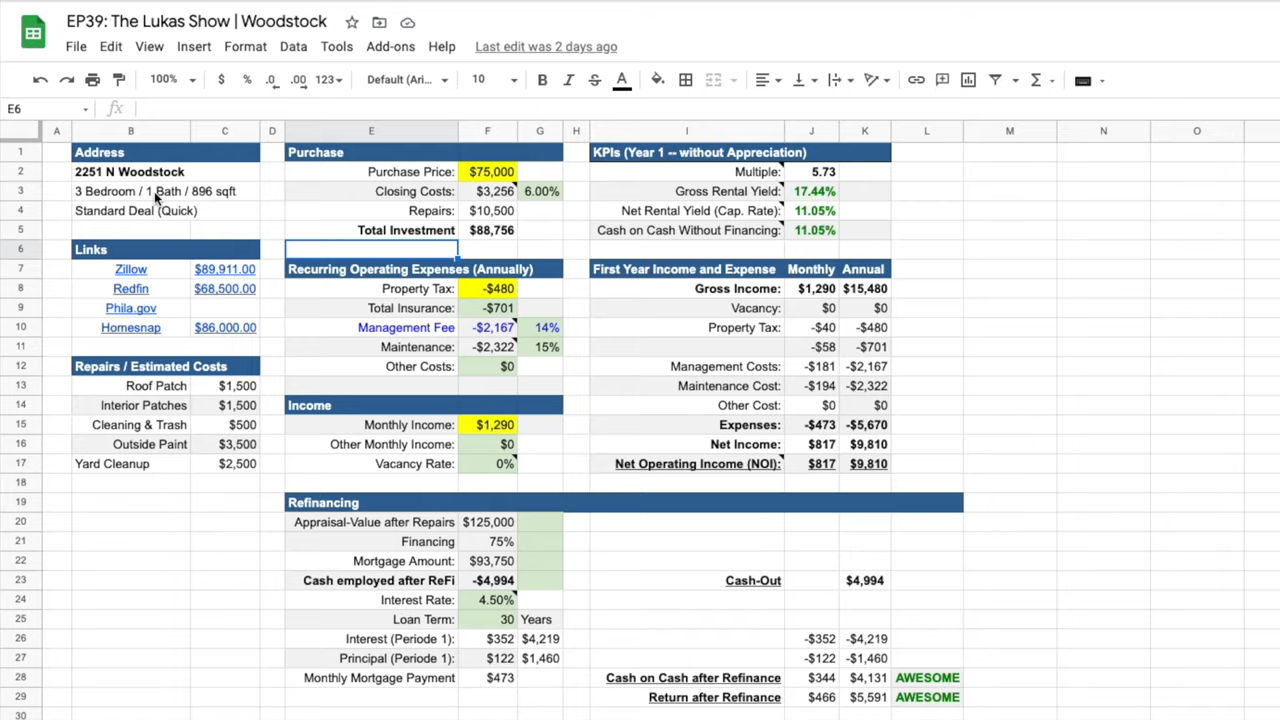 EP39: The Lukas Show | Woodstock
File Edit View Insert Format Data Tools Add-ons Help Last edit was 2 days ago
100% $ % .0 .00 123 Default (Ari... 10 B I S A
E6 fx
A B C D E F G H I J K L M N O
1 Address Purchase KPIs (Year 1 -- without Appreciation)
2 2251 N Woodstock Purchase Price: $75,000 Multiple: 5.73
3 3 Bedroom / 1 Bath / 896 sqft Closing Costs: $3,256 6.00% Gross Rental Yield: 17.44%
4 Standard Deal (Quick) Repairs: $10,500 Net Rental Yield (Cap. Rate): 11.05%
5 Total Investment $88,756 Cash on Cash Without Financing: 11.05%
6 Links
7 Zillow $89,911.00 Recurring Operating Expenses (Annually) First Year Income and Expense Monthly Annual
8 Redfin $68,500.00 Property Tax: -$480 Gross Income: $1,290 $15,480
9 Phila.gov Total Insurance: -$701 Vacancy: $0 $0
10 Homesnap $86,000.00 Management Fee -$2,167 14% Property Tax: -$40 -$480
11 Maintenance: -$2,322 15% -$58 -$701
12 Repairs / Estimated Costs Other Costs: $0 Management Costs: -$181 -$2,167
13 Roof Patch $1,500 Maintenance Cost: -$194 -$2,322
14 Interior Patches $1,500 Income Other Cost: $0 $0
15 Cleaning & Trash $500 Monthly Income: $1,290 Expenses: -$473 -$5,670
16 Outside Paint $3,500 Other Monthly Income: $0 Net Income: $817 $9,810
17 Yard Cleanup $2,500 Vacancy Rate: 0% Net Operating Income (NOI): $817 $9,810
18
19 Refinancing
20 Appraisal-Value after Repairs $125,000
21 Financing 75%
22 Mortgage Amount: $93,750
23 Cash employed after ReFi -$4,994 Cash-Out $4,994
24 Interest Rate: 4.50%
25 Loan Term: 30 Years
26 Interest (Periode 1): $352 $4,219 -$352 -$4,219
27 Principal (Periode 1): $122 $1,460 -$122 -$1,460
28 Monthly Mortgage Payment $473 Cash on Cash after Refinance $344 $4,131 AWESOME
29 Return after Refinance $466 $5,591 AWESOME
30